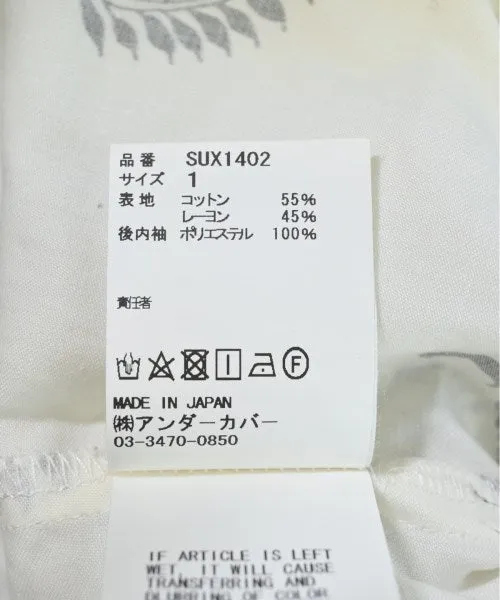 品番 SUX1402
サイズ 1
表地 コットン 55%
レーヨン 45%
後内袖 ポリエステル 100%
責任者
F
MADE IN JAPAN
㈱アンダーカバー
03-3470-0850
IF ARTICLE IS LEFT
WET, IT WILL CAUSE
TRANSFERRING AND
BLURRING OF COLOR